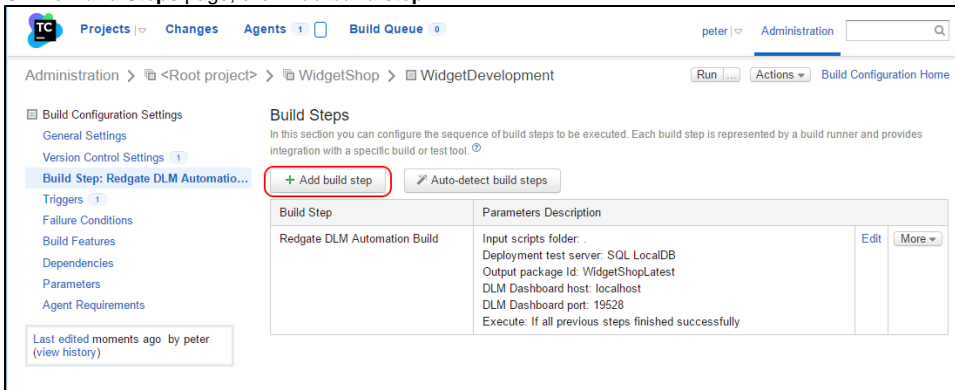 TC Projects Changes Agents 1 Build Queue 0 peter Administration
Administration > <Root project> > WidgetShop > WidgetDevelopment Run ... Actions Build Configuration Home
Build Configuration Settings
General Settings
Version Control Settings 1
Build Step: Redgate DLM Automatio...
Triggers 1
Failure Conditions
Build Features
Dependencies
Parameters
Agent Requirements
Last edited moments ago by peter
(view history)
Build Steps
In this section you can configure the sequence of build steps to be executed. Each build step is represented by a build runner and provides
integration with a specific build or test tool. ?
+ Add build step Auto-detect build steps
Build Step Parameters Description
Redgate DLM Automation Build Input scripts folder: . Edit More
Deployment test server: SQL LocalDB
Output package Id: WidgetShopLatest
DLM Dashboard host: localhost
DLM Dashboard port: 19528
Execute: If all previous steps finished successfully